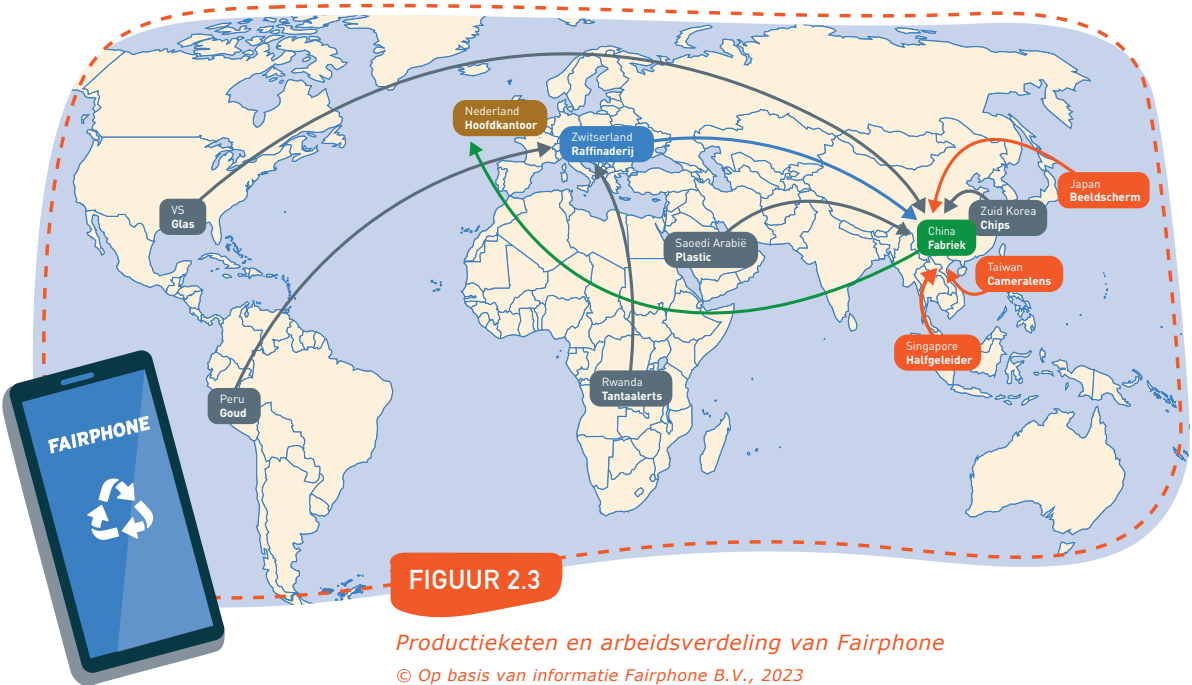 Nederland
Hoofdkantoor
Zwitserland
Raffinaderij
VS
Glas
Japan
Beeldscherm
Zuid Korea
Chips
China
Fabriek
Saoedi Arabië
Plastic
Taiwan
Cameralens
Singapore
Halfgeleider
Rwanda
Tantaalerts
Peru
Goud
FAIRPHONE
FIGUUR 2.3
Productieketen en arbeidsverdeling van Fairphone
© Op basis van informatie Fairphone B.V., 2023